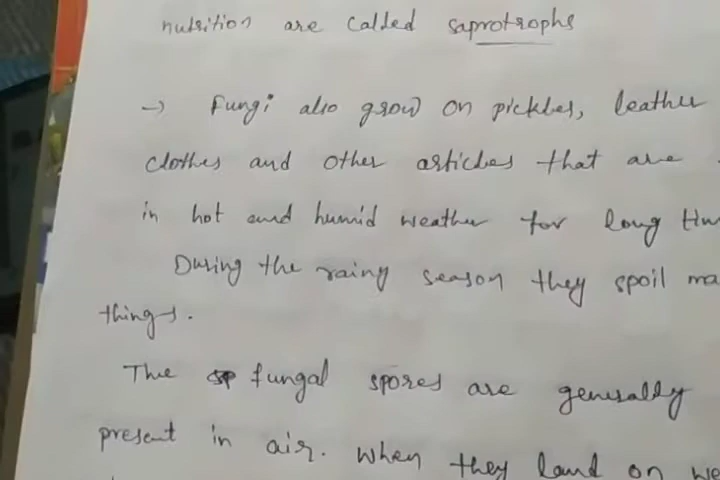 nutrition are called saprotrophs
→ Fungi also grow on pickles, leather
clothes and other articles that are
in hot and humid weather for long
During the rainy season they spoil
things.
The fungal spores are generally
present in air. When they land on